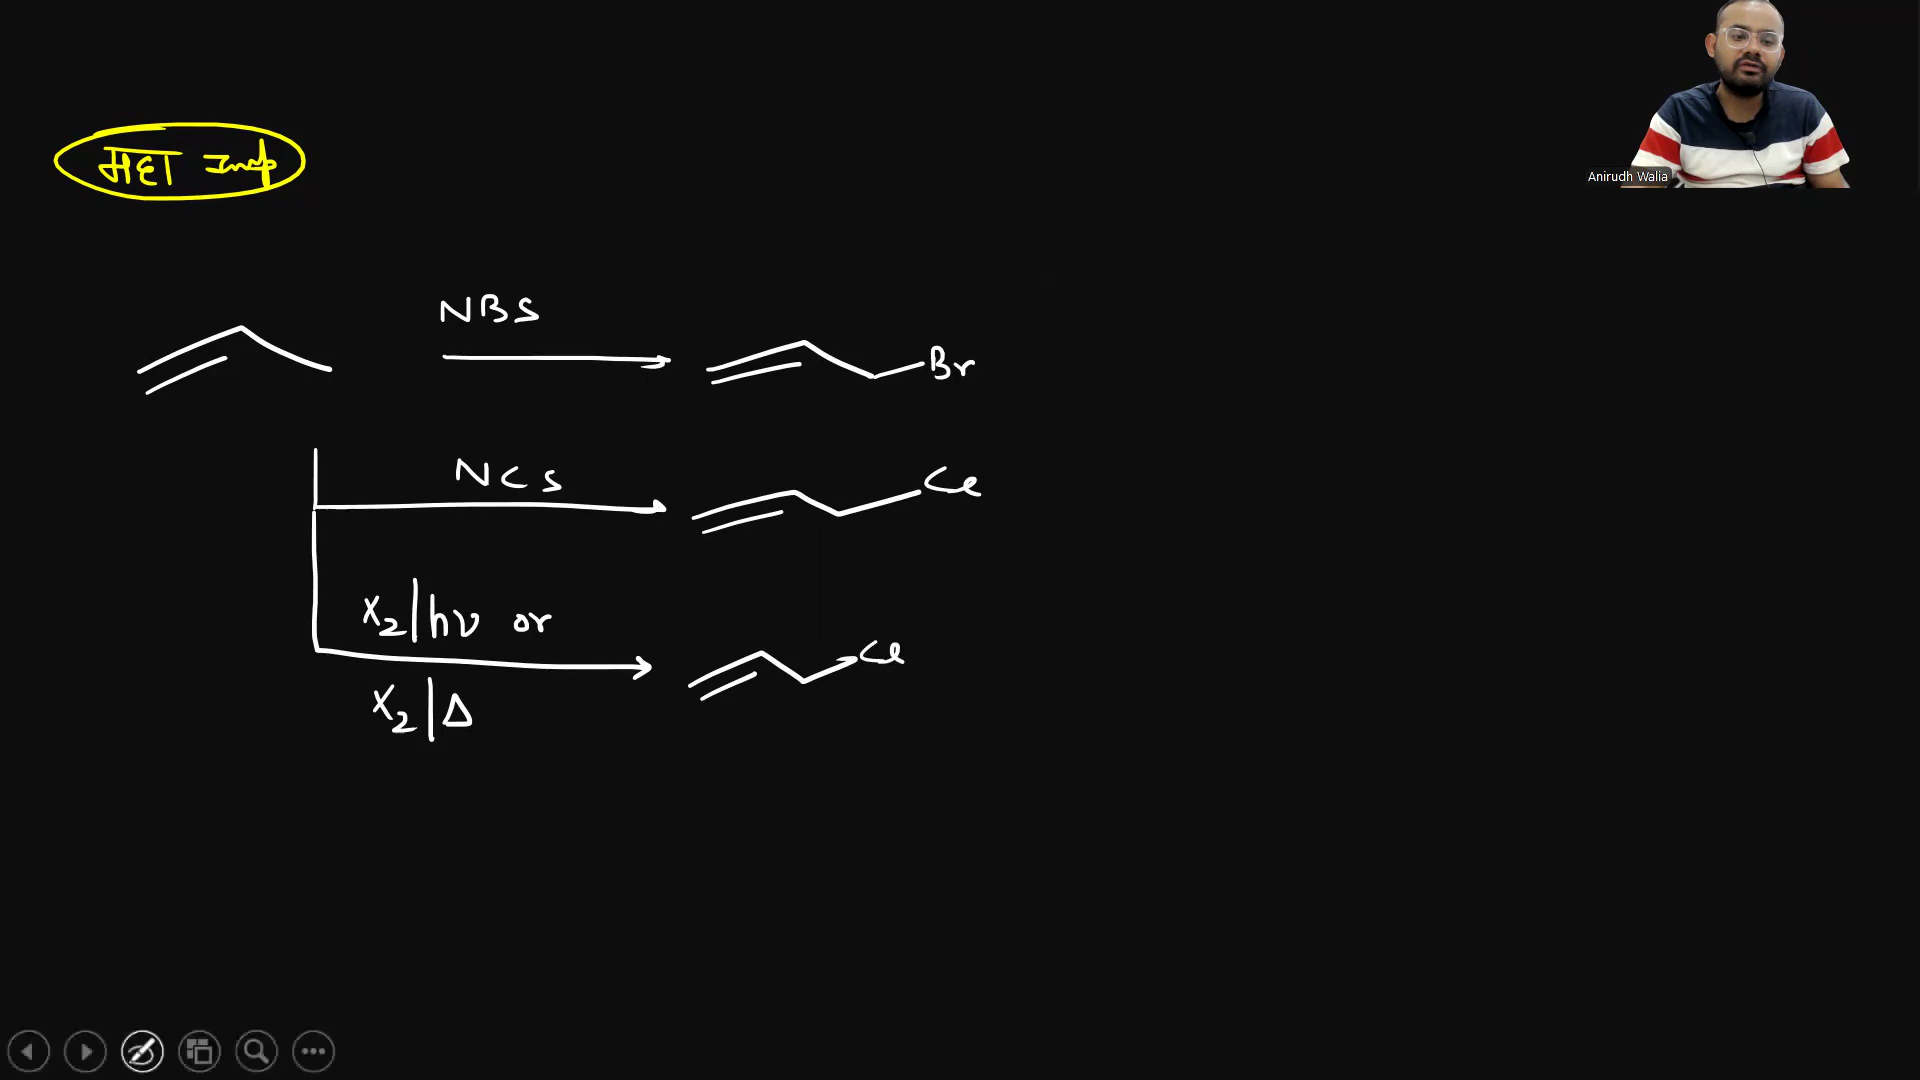 महा Imp
Anirudh Walia
NBS
Br
NCS
Cl
X₂|hν or
Cl
X₂|Δ